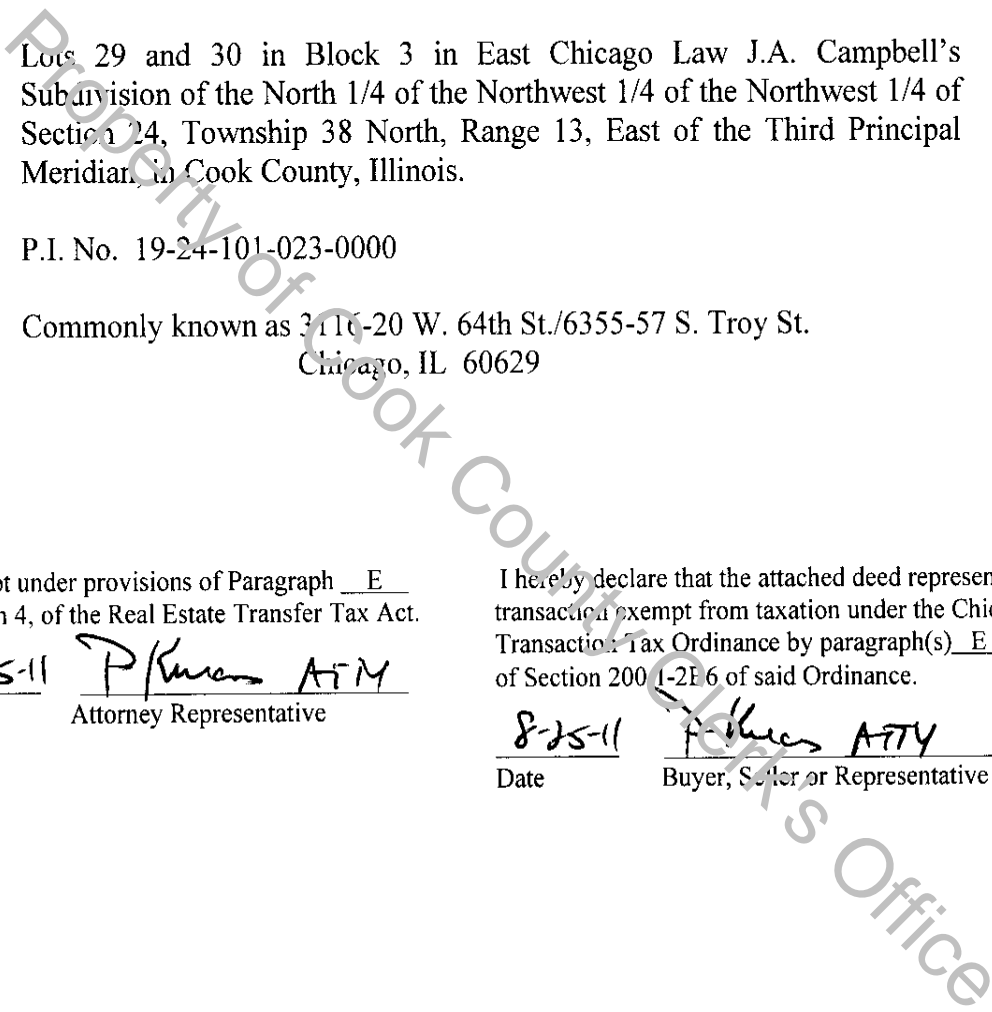 Lots 29 and 30 in Block 3 in East Chicago Law J.A. Campbell's
Subdivision of the North 1/4 of the Northwest 1/4 of the Northwest 1/4 of
Section 24, Township 38 North, Range 13, East of the Third Principal
Meridian, in Cook County, Illinois.
P.I. No. 19-24-101-023-0000
Commonly known as 3116-20 W. 64th St./6355-57 S. Troy St.
Chicago, IL 60629
ot under provisions of Paragraph E
n 4, of the Real Estate Transfer Tax Act.
5-11
Attorney Representative
I hereby declare that the attached deed represen
transaction exempt from taxation under the Chic
Transaction Tax Ordinance by paragraph(s) E
of Section 200.1-2B6 of said Ordinance.
8-25-11 ATTY
Date Buyer, Seller or Representative
Property of Cook County Clerk's Office